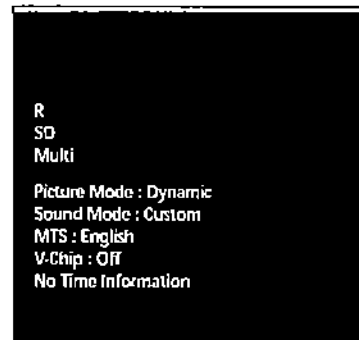 R
SD
Multi
Picture Mode : Dynamic
Sound Mode : Custom
MTS : English
V-Chip : Off
No Time Information